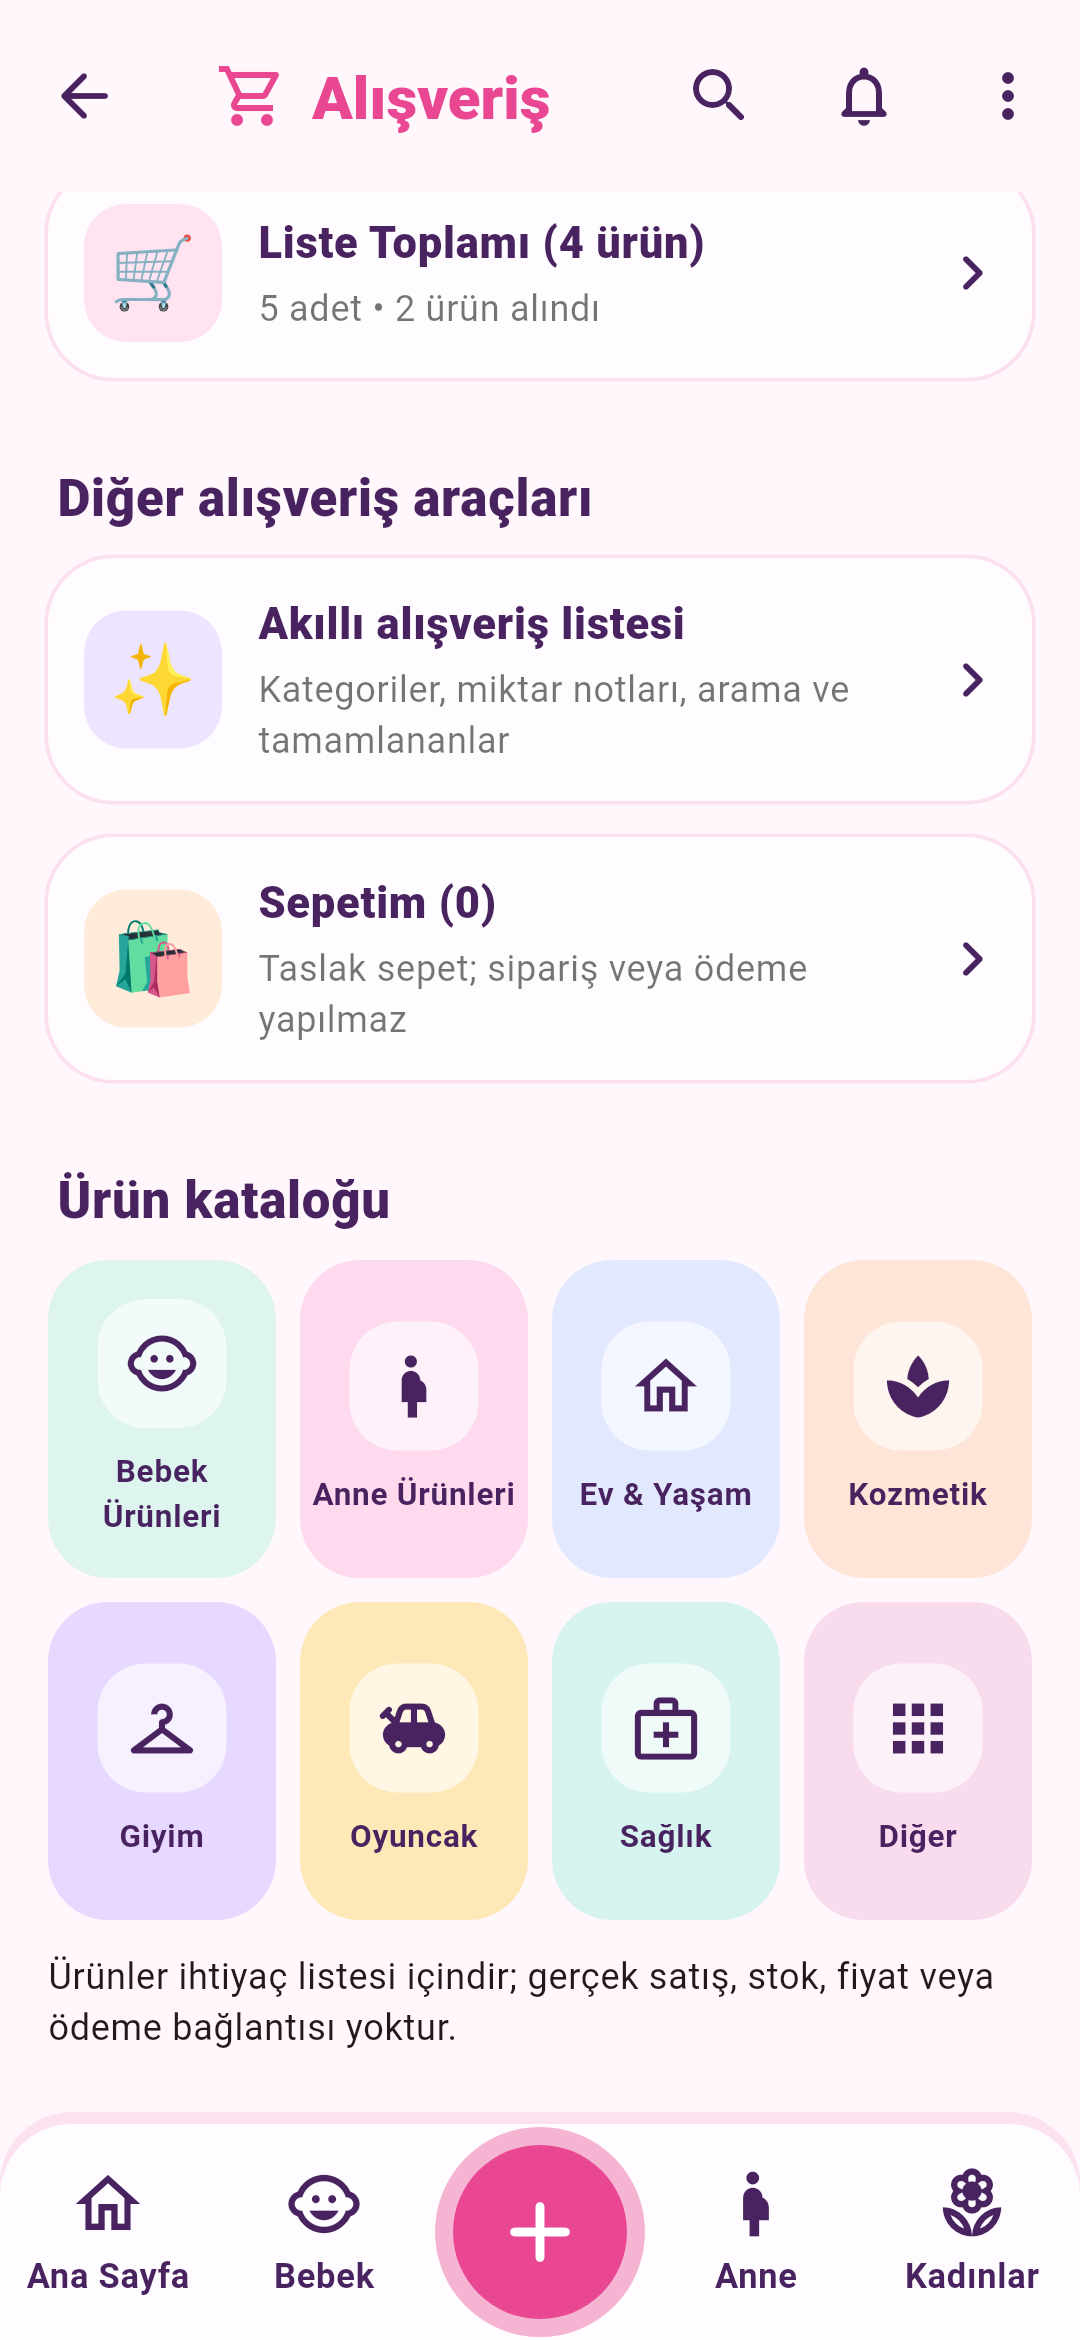 Alışveriş
Liste Toplamı (4 ürün)
5 adet • 2 ürün alındı
Diğer alışveriş araçları
Akıllı alışveriş listesi
Kategoriler, miktar notları, arama ve
tamamlananlar
Sepetim (0)
Taslak sepet; sipariş veya ödeme
yapılmaz
Ürün kataloğu
Bebek
Ürünleri
Anne Ürünleri
Ev & Yaşam
Kozmetik
Giyim
Oyuncak
Sağlık
Diğer
Ürünler ihtiyaç listesi içindir; gerçek satış, stok, fiyat veya
ödeme bağlantısı yoktur.
Ana Sayfa
Bebek
Anne
Kadınlar